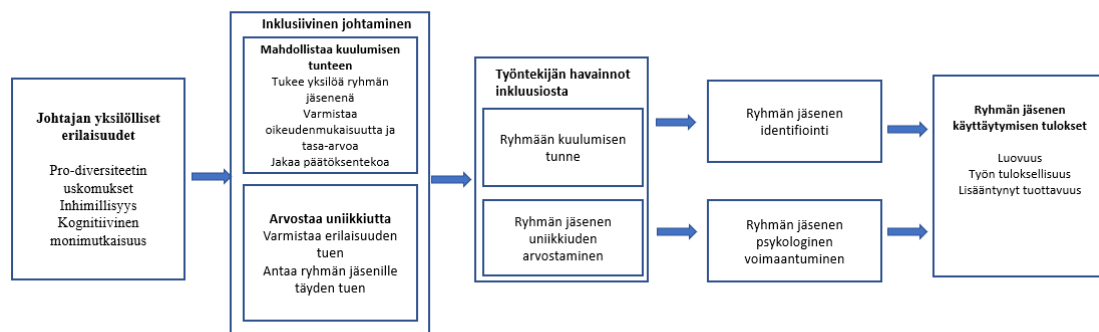 Johtajan yksilölliset
erilaisuudet
Pro-diversiteetin
uskomukset
Inhimillisyys
Kognitiivinen
monimutkaisuus
Inklusiivinen johtaminen
Mahdollistaa kuulumisen
tunteen
Tukee yksilöä ryhmän
jäsenenä
Varmistaa
oikeudenmukaisuutta ja
tasa-arvoa
Jakaa päätöksentekoa
Arvostaa uniikkiutta
Varmistaa erilaisuuden
tuen
Antaa ryhmän jäsenille
täyden tuen
Työntekijän havainnot
inkluusiosta
Ryhmään kuulumisen
tunne
Ryhmän jäsenen
uniikkiuden
arvostaminen
Ryhmän jäsenen
identifiointi
Ryhmän jäsenen
psykologinen
voimaantuminen
Ryhmän jäsenen
käyttäytymisen tulokset
Luovuus
Työn tuloksellisuus
Lisääntynyt tuottavuus